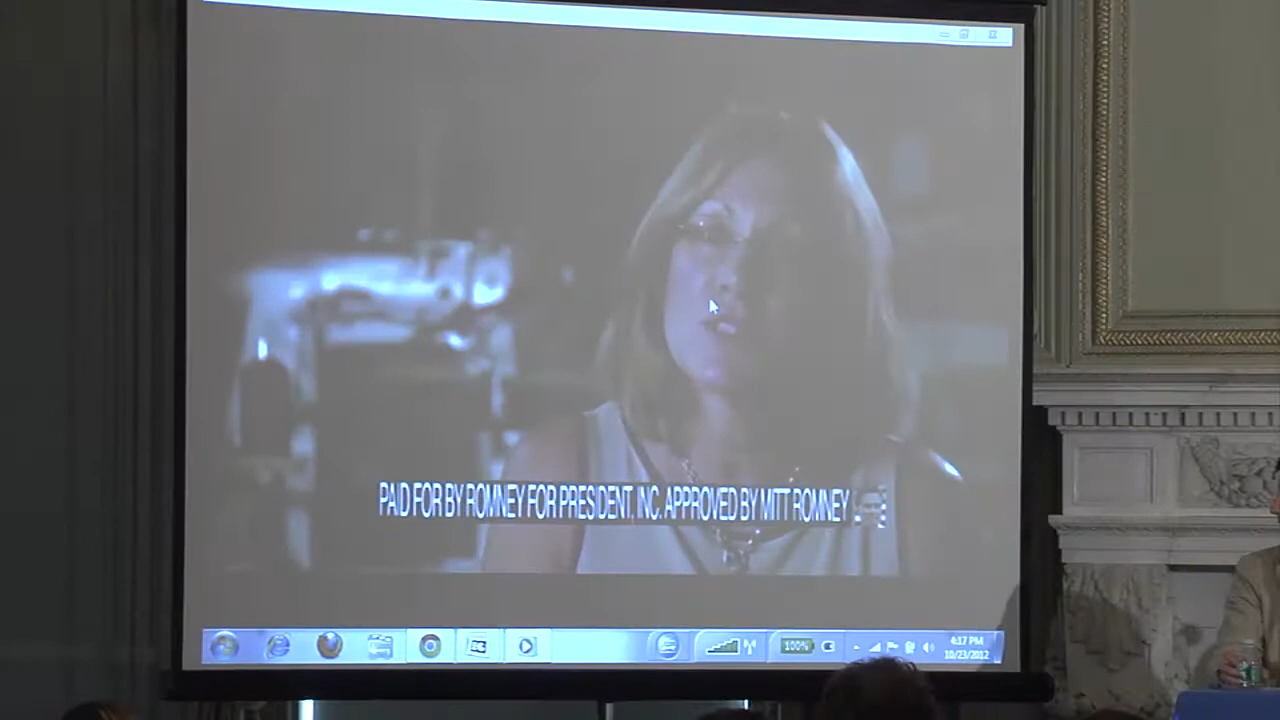 PAID FOR BY ROMNEY FOR PRESIDENT, INC. APPROVED BY MITT ROMNEY
100%
4:17 PM
10/23/2012